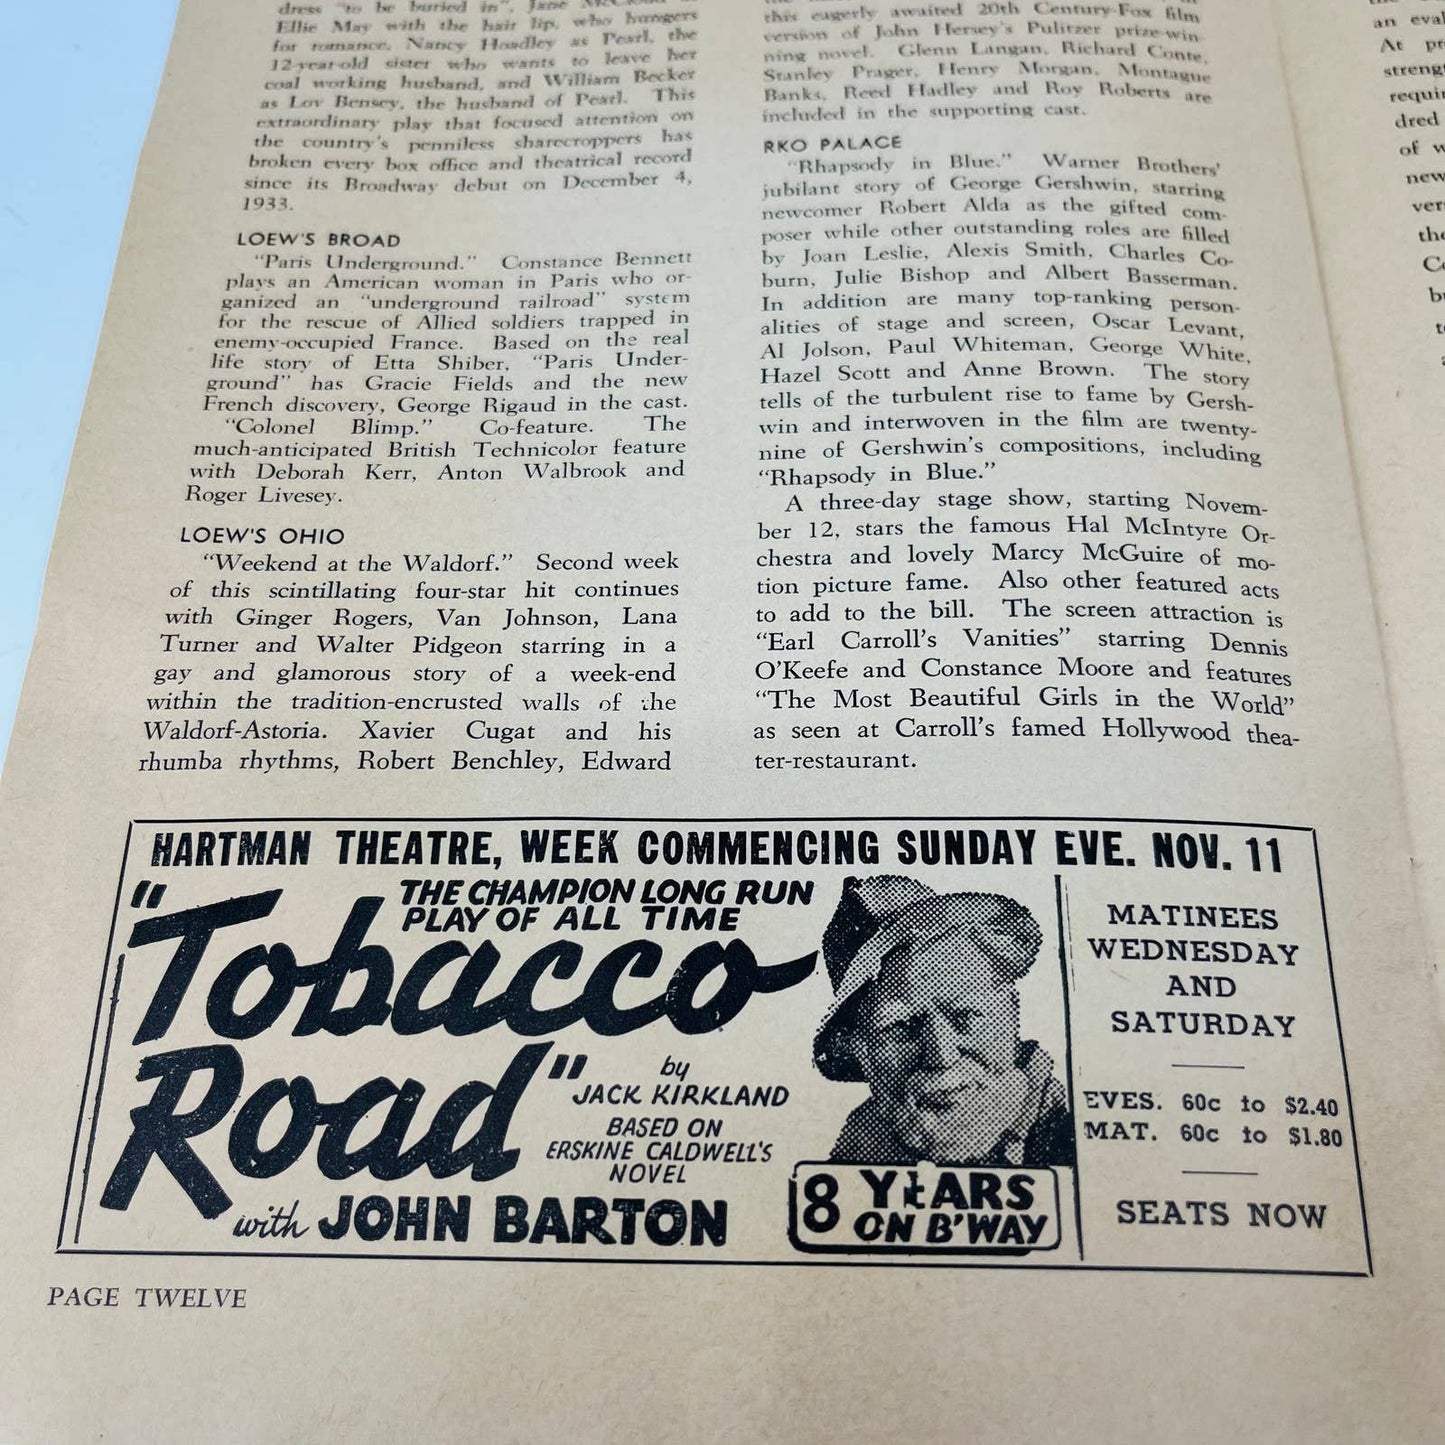 dress "to be buried in", Jane
Ellie May with the hair lip, who hungers
for romance, Nancy Hoadley as Pearl, the
12-year-old sister who wants to leave her
coal working husband, and William Becker
as Lov Bensey, the husband of Pearl. This
extraordinary play that focused attention on
the country's penniless sharecroppers has
broken every box office and theatrical record
since its Broadway debut on December 4,
1933.
LOEW'S BROAD
"Paris Underground." Constance Bennett
plays an American woman in Paris who or-
ganized an "underground railroad" system
for the rescue of Allied soldiers trapped in
enemy-occupied France. Based on the real
life story of Etta Shiber, "Paris Under-
ground" has Gracie Fields and the new
French discovery, George Rigaud in the cast.
"Colonel Blimp." Co-feature. The
much-anticipated British Technicolor feature
with Deborah Kerr, Anton Walbrook and
Roger Livesey.
LOEW'S OHIO
"Weekend at the Waldorf." Second week
of this scintillating four-star hit continues
with Ginger Rogers, Van Johnson, Lana
Turner and Walter Pidgeon starring in a
gay and glamorous story of a week-end
within the tradition-encrusted walls of the
Waldorf-Astoria. Xavier Cugat and his
rhumba rhythms, Robert Benchley, Edward
this eagerly awaited 20th Century-Fox film
version of John Hersey's Pulitzer prize-win-
ning novel. Glenn Langan, Richard Conte,
Stanley Prager, Henry Morgan, Montague
Banks, Reed Hadley and Roy Roberts are
included in the supporting cast.
RKO PALACE
"Rhapsody in Blue." Warner Brothers'
jubilant story of George Gershwin, starring
newcomer Robert Alda as the gifted com-
poser while other outstanding roles are filled
by Joan Leslie, Alexis Smith, Charles Co-
burn, Julie Bishop and Albert Basserman.
In addition are many top-ranking person-
alities of stage and screen, Oscar Levant,
Al Jolson, Paul Whiteman, George White,
Hazel Scott and Anne Brown. The story
tells of the turbulent rise to fame by Gersh-
win and interwoven in the film are twenty-
nine of Gershwin's compositions, including
"Rhapsody in Blue."
A three-day stage show, starting Novem-
ber 12, stars the famous Hal McIntyre Or-
chestra and lovely Marcy McGuire of mo-
tion picture fame. Also other featured acts
to add to the bill. The screen attraction is
"Earl Carroll's Vanities" starring Dennis
O'Keefe and Constance Moore and features
"The Most Beautiful Girls in the World"
as seen at Carroll's famed Hollywood thea-
ter-restaurant.
an eval
At pr
streng
requi
dred
of w
new
ver
the
HARTMAN THEATRE, WEEK COMMENCING SUNDAY EVE. NOV. 11
THE CHAMPION LONG RUN
PLAY OF ALL TIME
"Tobacco
Road"
by
JACK KIRKLAND
BASED ON
ERSKINE CALDWELL'S
NOVEL
with JOHN BARTON
8 YEARS
ON B'WAY
MATINEES
WEDNESDAY
AND
SATURDAY
EVES. 60c to $2.40
MAT. 60c to $1.80
SEATS NOW
PAGE TWELVE